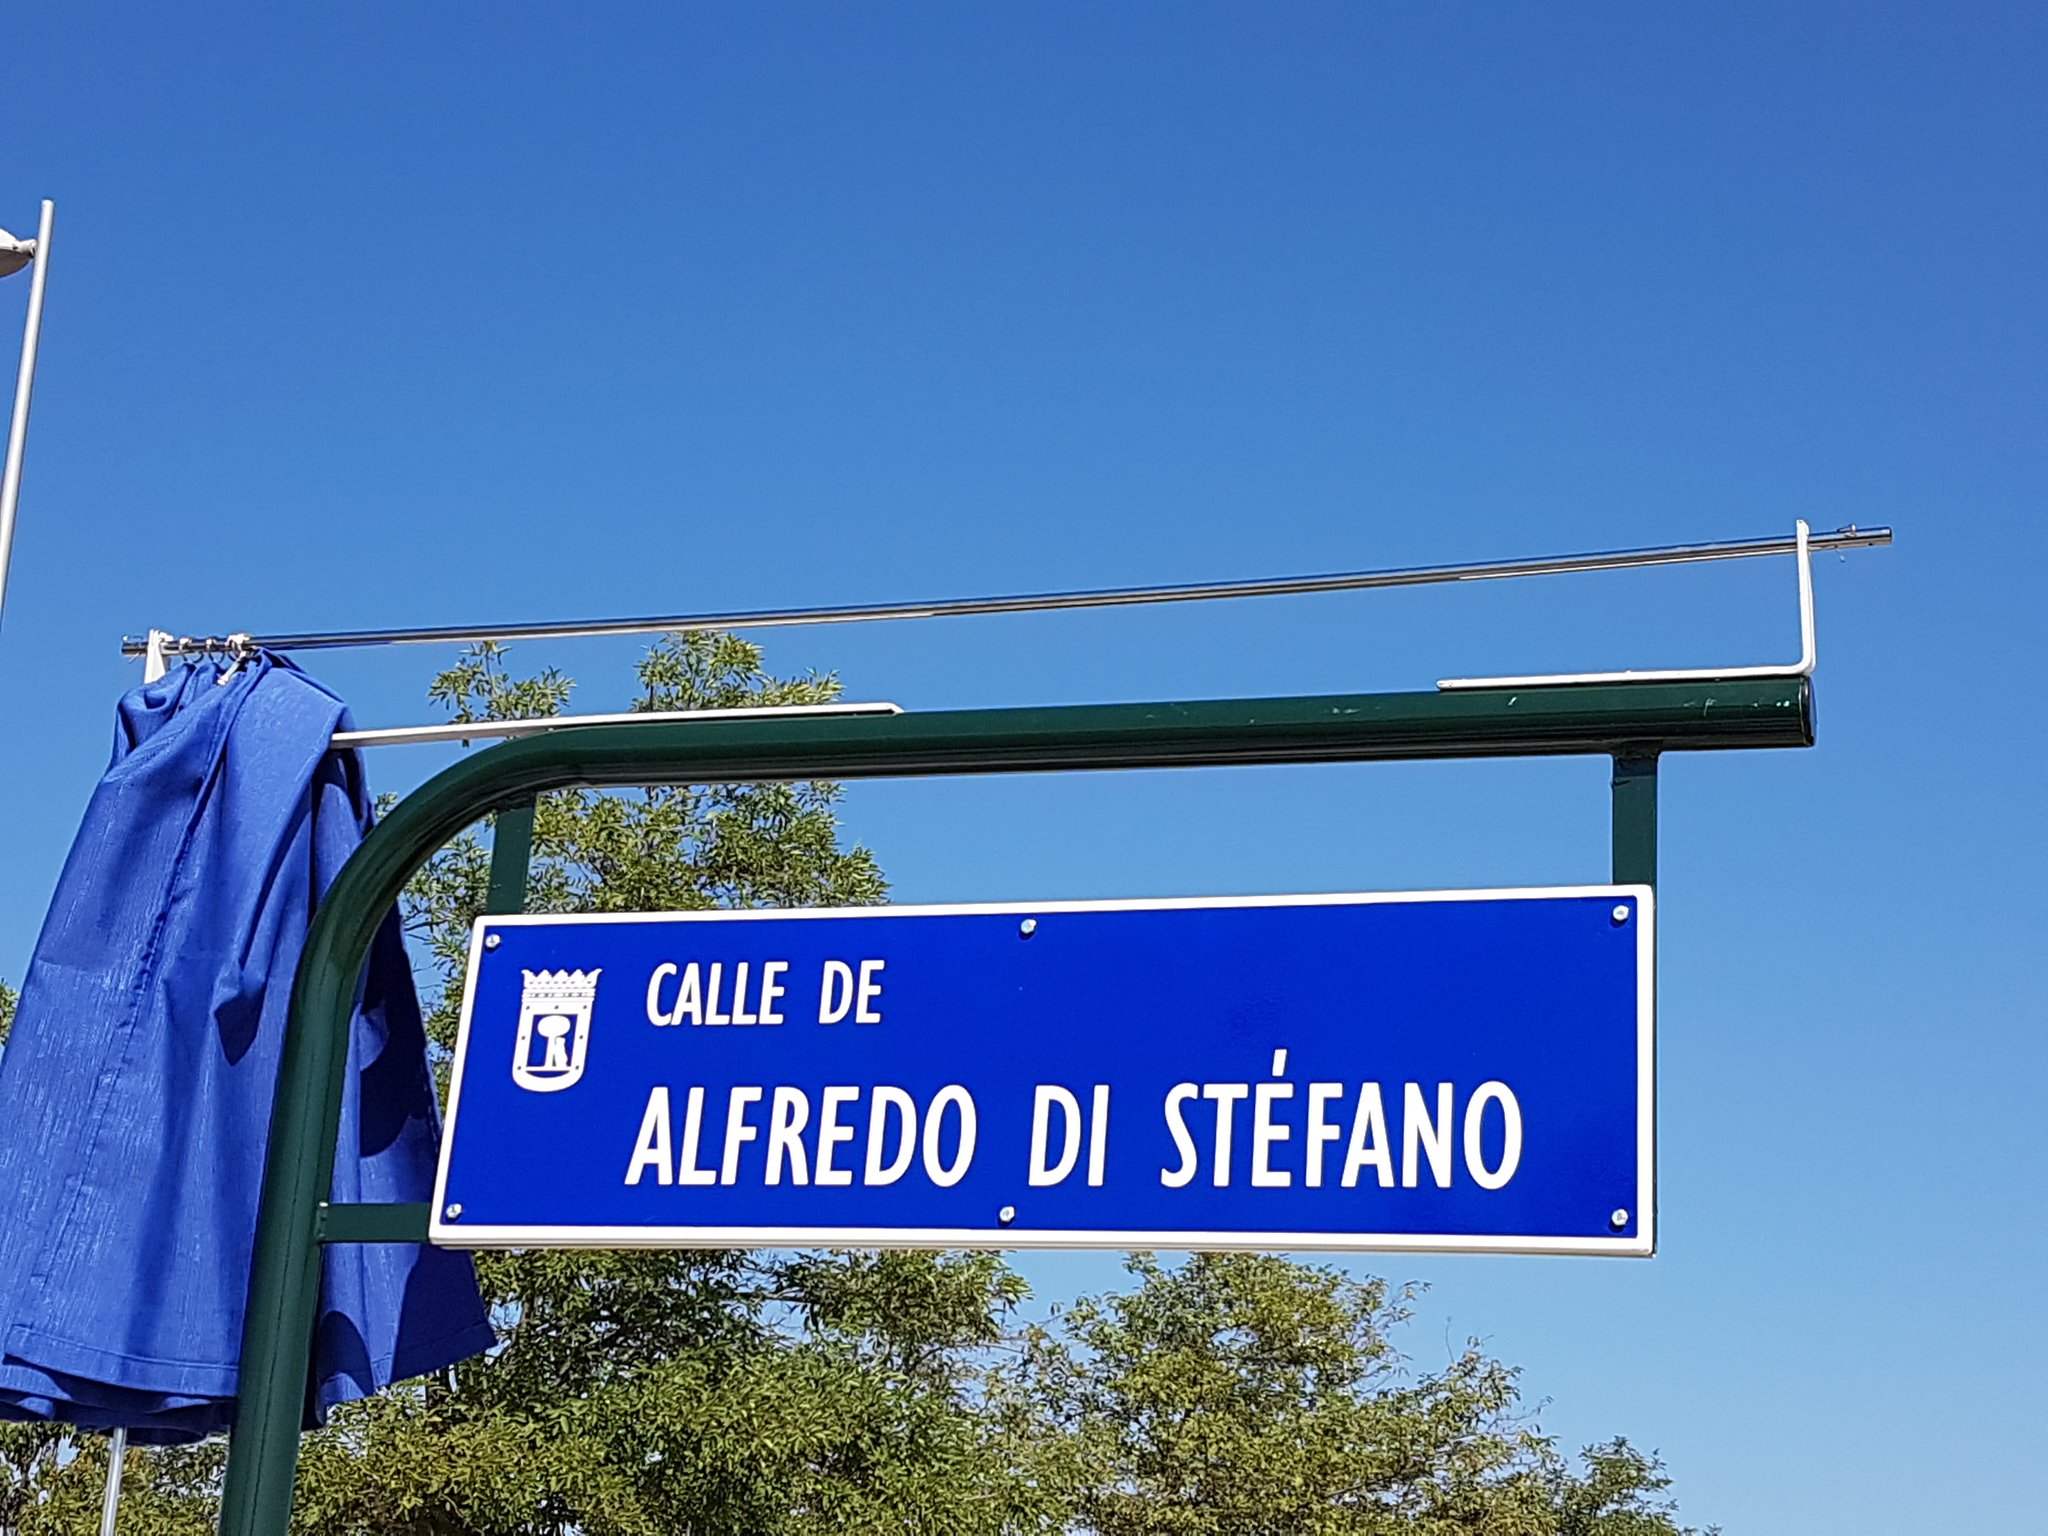 CALLE DE
ALFREDO DI STÉFANO